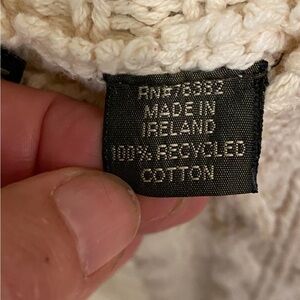 RN#76382
MADE IN
IRELAND
100% RECYCLED
COTTON